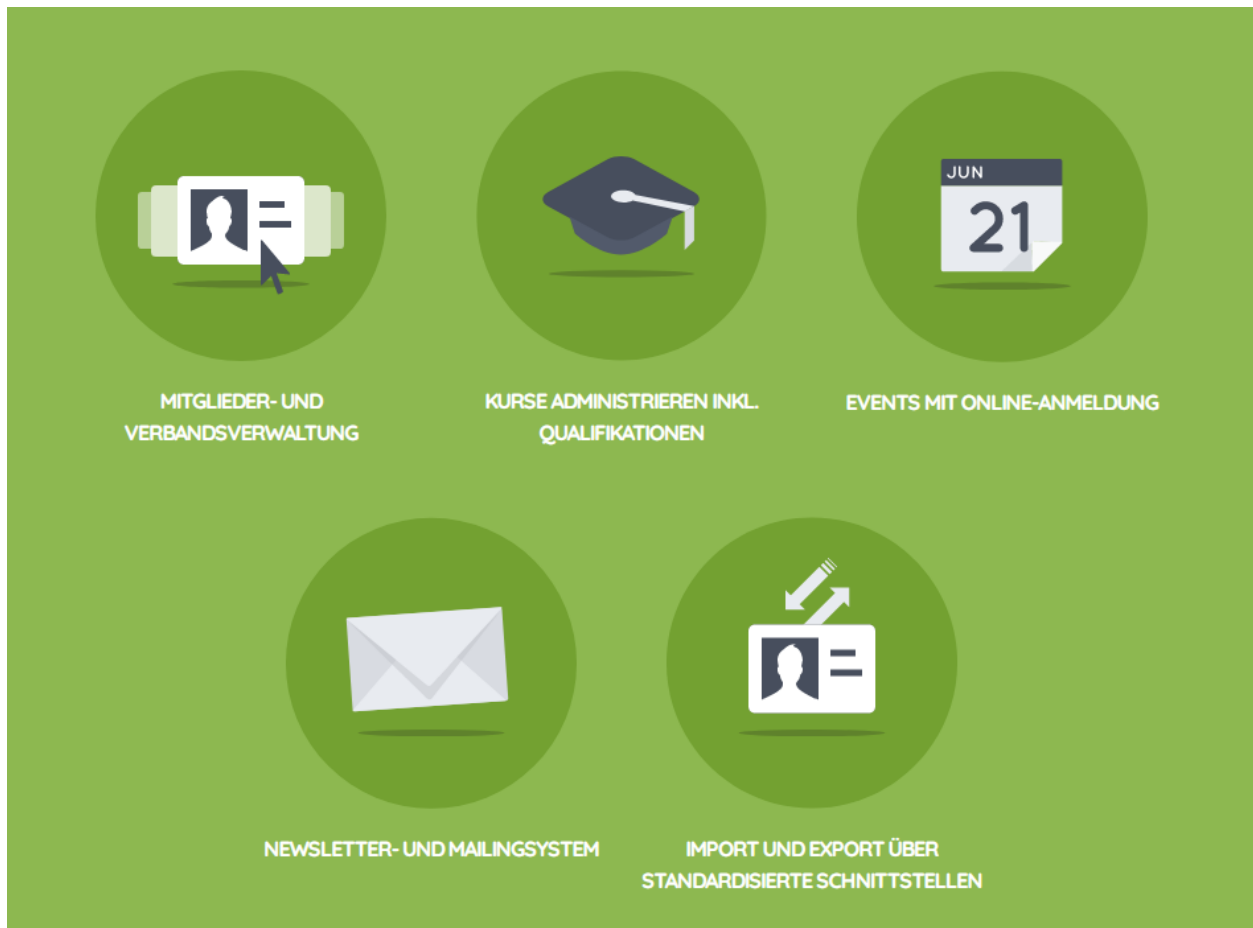 JUN
21
MITGLIEDER- UND
VERBANDSVERWALTUNG
KURSE ADMINISTRIEREN INKL.
QUALIFIKATIONEN
EVENTS MIT ONLINE-ANMELDUNG
NEWSLETTER- UND MAILINGSYSTEM
IMPORT UND EXPORT ÜBER
STANDARDISIERTE SCHNITTSTELLEN